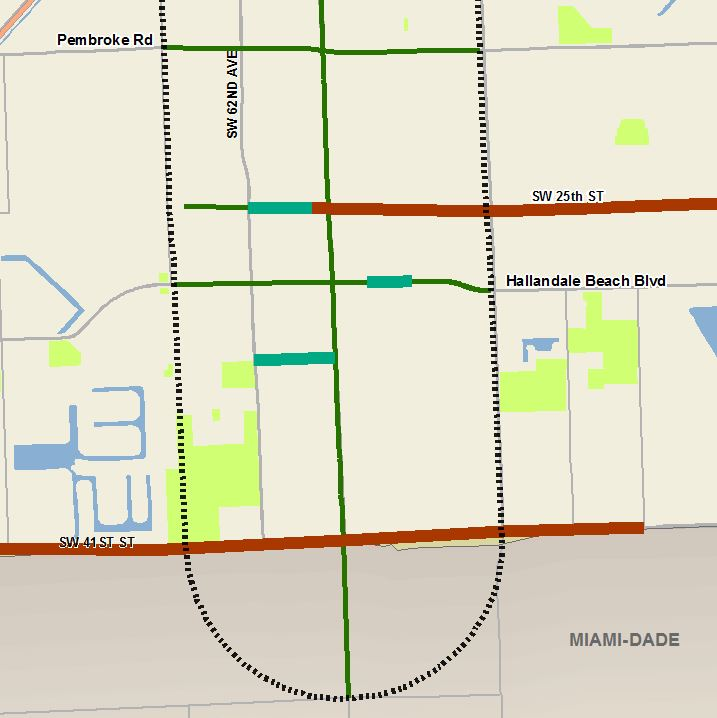 Pembroke Rd
SW 62ND AVE
SW 25th ST
Hallandale Beach Blvd
SW 41ST ST
MIAMI-DADE